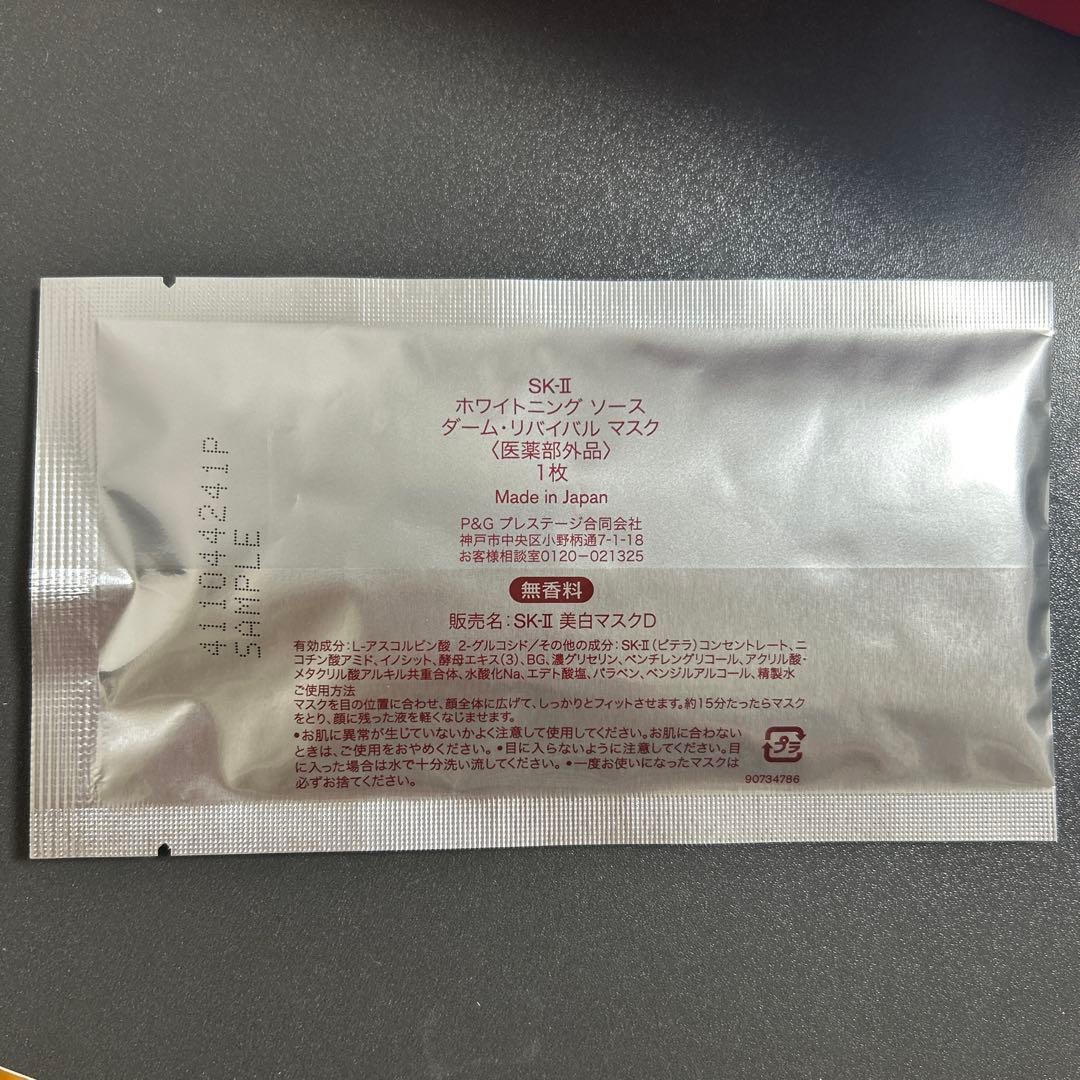 SK-Ⅱ
ホワイトニング ソース
ダーム・リバイバル マスク
〈医薬部外品〉
1枚
Made in Japan
P&G プレステージ合同会社
神戸市中央区小野柄通7-1-18
お客様相談室0120-021325
無香料
販売名:SK-Ⅱ 美白マスクD
有効成分:L-アスコルビン酸 2-グルコシド/その他の成分:SK-Ⅱ(ピテラ)コンセントレート、ニ
コチン酸アミド、イノシット、酵母エキス(3)、BG、濃グリセリン、ペンチレングリコール、アクリル酸・
メタクリル酸アルキル共重合体、水酸化Na、エデト酸塩、パラベン、ベンジルアルコール、精製水
ご使用方法
マスクを目の位置に合わせ、顔全体に広げて、しっかりとフィットさせます。約15分たったらマスク
をとり、顔に残った液を軽くなじませます。
•お肌に異常が生じていないかよく注意して使用してください。お肌に合わない
ときは、ご使用をおやめください。•目に入らないように注意してください。目
に入った場合は水で十分洗い流してください。•一度お使いになったマスクは
必ずお捨てください。
プラ
90734786
411044241P
SAMPLE